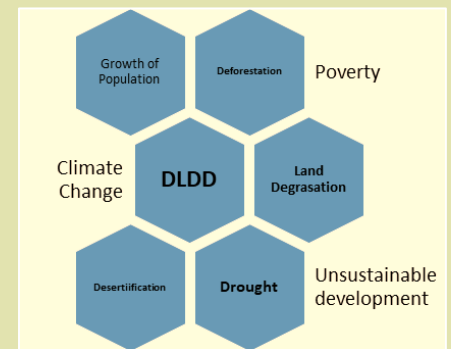 Growth of
Population
Deforestation
Poverty
Climate
Change
DLDD
Land
Degrasation
Desertiification
Drought
Unsustainable
development